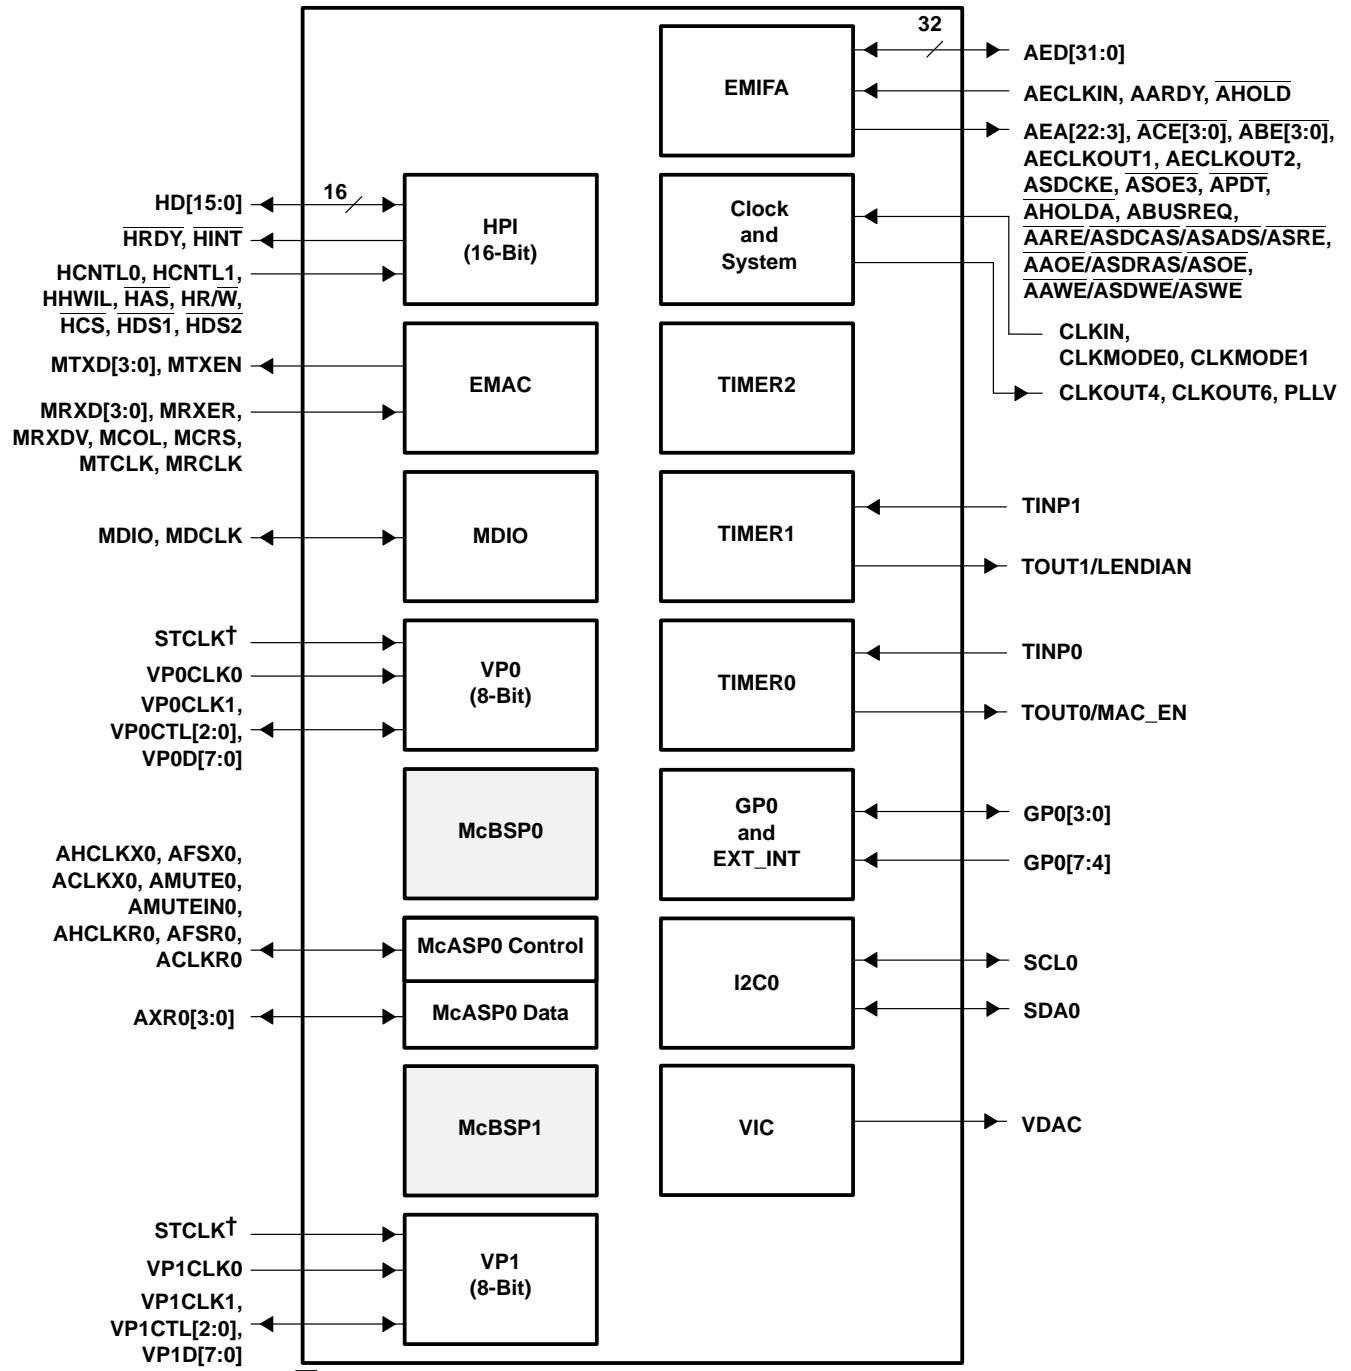 32
AED[31:0]
EMIFA
AECLKIN, AARDY, AHOLD
AEA[22:3], ACE[3:0], ABE[3:0],
AECLKOUT1, AECLKOUT2,
ASDCKE, ASOE3, APDT,
AHOLDA, ABUSREQ,
AARE/ASDCAS/ASADS/ASRE,
AAOE/ASDRAS/ASOE,
AAWE/ASDWE/ASWE
HD[15:0]
16
HRDY, HINT
HCNTL0, HCNTL1,
HHWIL, HAS, HR/W,
HCS, HDS1, HDS2
HPI
(16-Bit)
Clock
and
System
CLKIN,
CLKMODE0, CLKMODE1
CLKOUT4, CLKOUT6, PLLV
MTXD[3:0], MTXEN
MRXD[3:0], MRXER,
MRXDV, MCOL, MCRS,
MTCLK, MRCLK
EMAC
TIMER2
MDIO, MDCLK
MDIO
TIMER1
TINP1
TOUT1/LENDIAN
STCLK†
VP0CLK0
VP0CLK1,
VP0CTL[2:0],
VP0D[7:0]
VP0
(8-Bit)
TIMER0
TINP0
TOUT0/MAC_EN
McBSP0
GP0
and
EXT_INT
GP0[3:0]
GP0[7:4]
AHCLKX0, AFSX0,
ACLKX0, AMUTE0,
AMUTEIN0,
AHCLKR0, AFSR0,
ACLKR0
McASP0 Control
AXR0[3:0]
McASP0 Data
I2C0
SCL0
SDA0
McBSP1
VIC
VDAC
STCLK†
VP1CLK0
VP1CLK1,
VP1CTL[2:0],
VP1D[7:0]
VP1
(8-Bit)